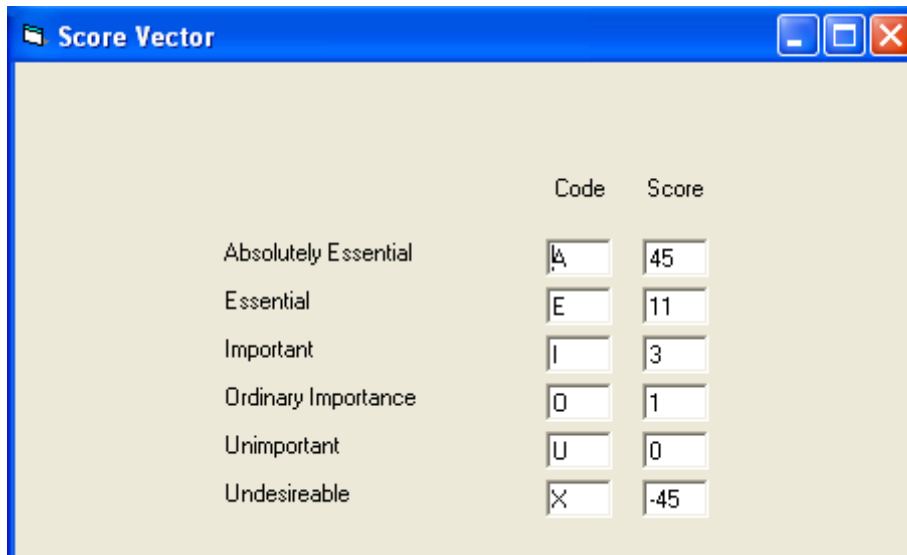 Score Vector
Code Score
Absolutely Essential A 45
Essential E 11
Important I 3
Ordinary Importance O 1
Unimportant U 0
Undesireable X -45